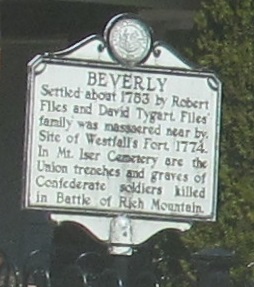 BEVERLY
Settled about 1753 by Robert
Files and David Tygart. Files'
family was massacred near by.
Site of Westfall's Fort, 1774.
In Mt. Iser Cemetery are the
Union trenches and graves of
Confederate soldiers killed
in Battle of Rich Mountain.